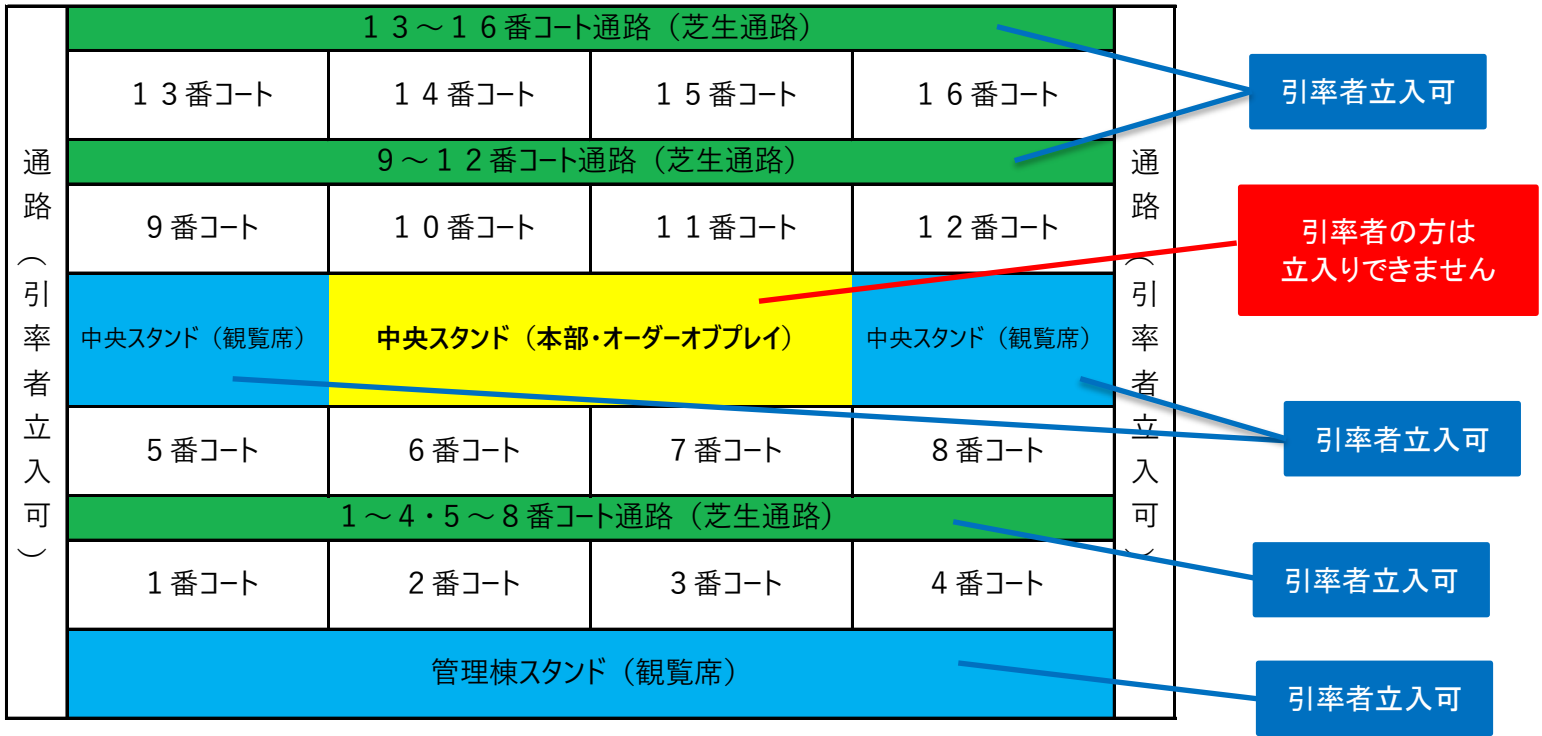 13～16番コート通路（芝生通路）
13番コート
14番コート
15番コート
16番コート
引率者立入可
9～12番コート通路（芝生通路）
通路（引率者立入可）
通路（引率者立入可）
9番コート
10番コート
11番コート
12番コート
引率者の方は
立入りできません
中央スタンド（観覧席）
中央スタンド（本部・オーダーオブプレイ）
中央スタンド（観覧席）
引率者立入可
5番コート
6番コート
7番コート
8番コート
1～4・5～8番コート通路（芝生通路）
引率者立入可
1番コート
2番コート
3番コート
4番コート
管理棟スタンド（観覧席）
引率者立入可